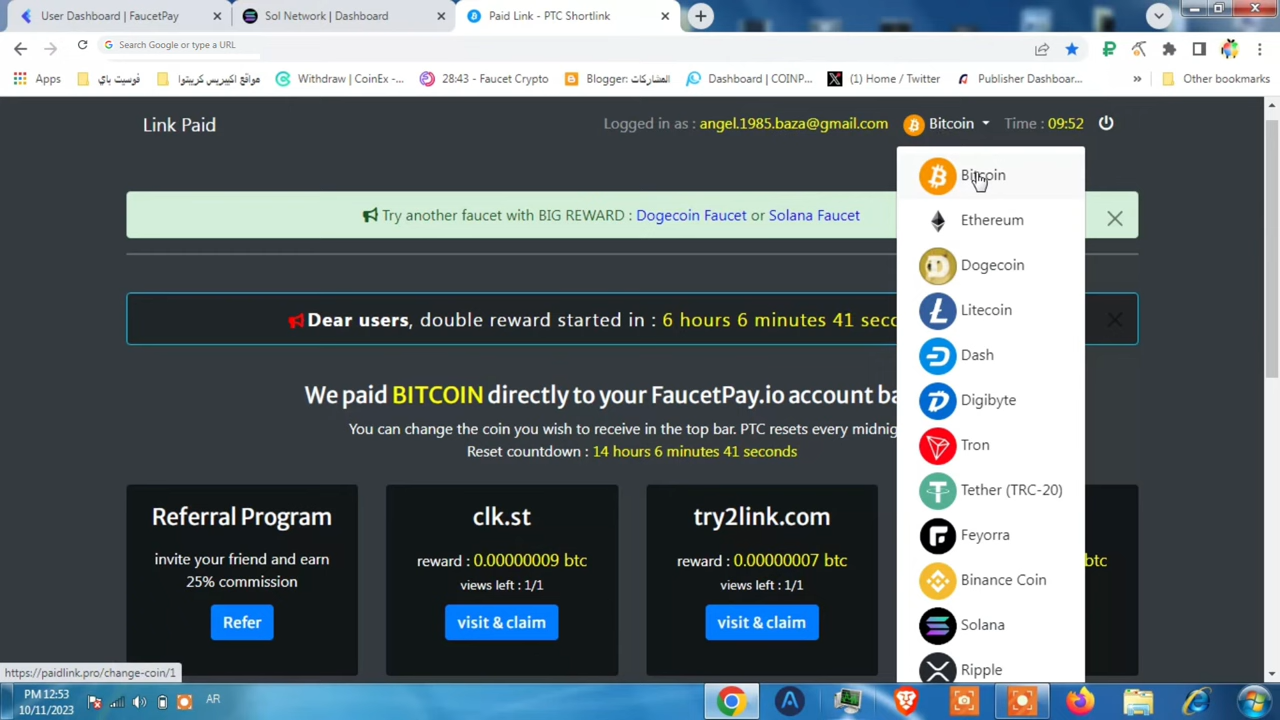 User Dashboard | FaucetPay
Sol Network | Dashboard
Paid Link - PTC Shortlink
Search Google or type a URL
Apps
فوسيت باي
مواقع اكسبريس كريبتوا
Withdraw | CoinEx -...
28:43 - Faucet Crypto
Blogger: المشاركات
Dashboard | COINP...
(1) Home / Twitter
Publisher Dashboar...
»
Other bookmarks
Link Paid
Logged in as : angel.1985.baza@gmail.com
Bitcoin
Time : 09:52
Bitcoin
Ethereum
Dogecoin
Litecoin
Dash
Digibyte
Tron
Tether (TRC-20)
Feyorra
Binance Coin
Solana
Ripple
Try another faucet with BIG REWARD : Dogecoin Faucet or Solana Faucet
Dear users, double reward started in : 6 hours 6 minutes 41 seco
We paid BITCOIN directly to your FaucetPay.io account ba
You can change the coin you wish to receive in the top bar. PTC resets every midnig
Reset countdown : 14 hours 6 minutes 41 seconds
Referral Program
invite your friend and earn
25% commission
Refer
clk.st
reward : 0.00000009 btc
views left : 1/1
visit & claim
try2link.com
reward : 0.00000007 btc
views left : 1/1
visit & claim
btc
https://paidlink.pro/change-coin/1
PM 12:53
10/11/2023
AR